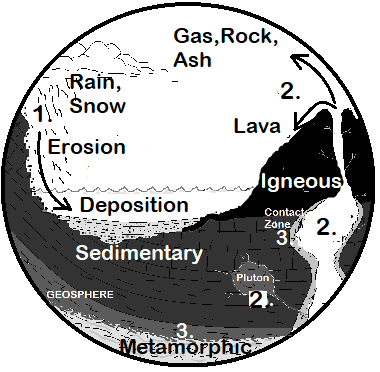 Gas,Rock,
Ash
Rain,
Snow
2.
1.
Lava
Erosion
Igneous
Deposition
Contact
Zone
2.
3.
Sedimentary
Pluton
2.
GEOSPHERE
3.
Metamorphic